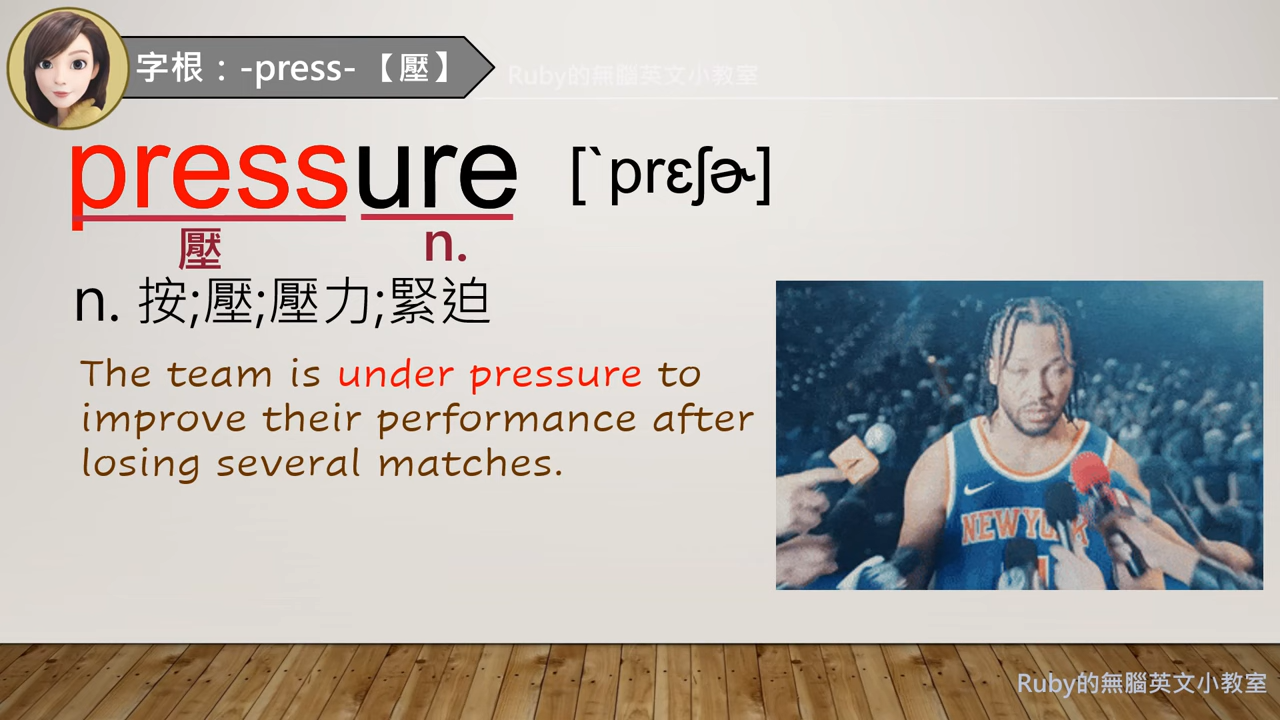 字根：-press-【壓】
Ruby的無腦英文小教室
pressure [ˋprɛʃɚ]
壓 n.
n. 按;壓;壓力;緊迫
The team is under pressure to
improve their performance after
losing several matches.
NEW YORK
Ruby的無腦英文小教室